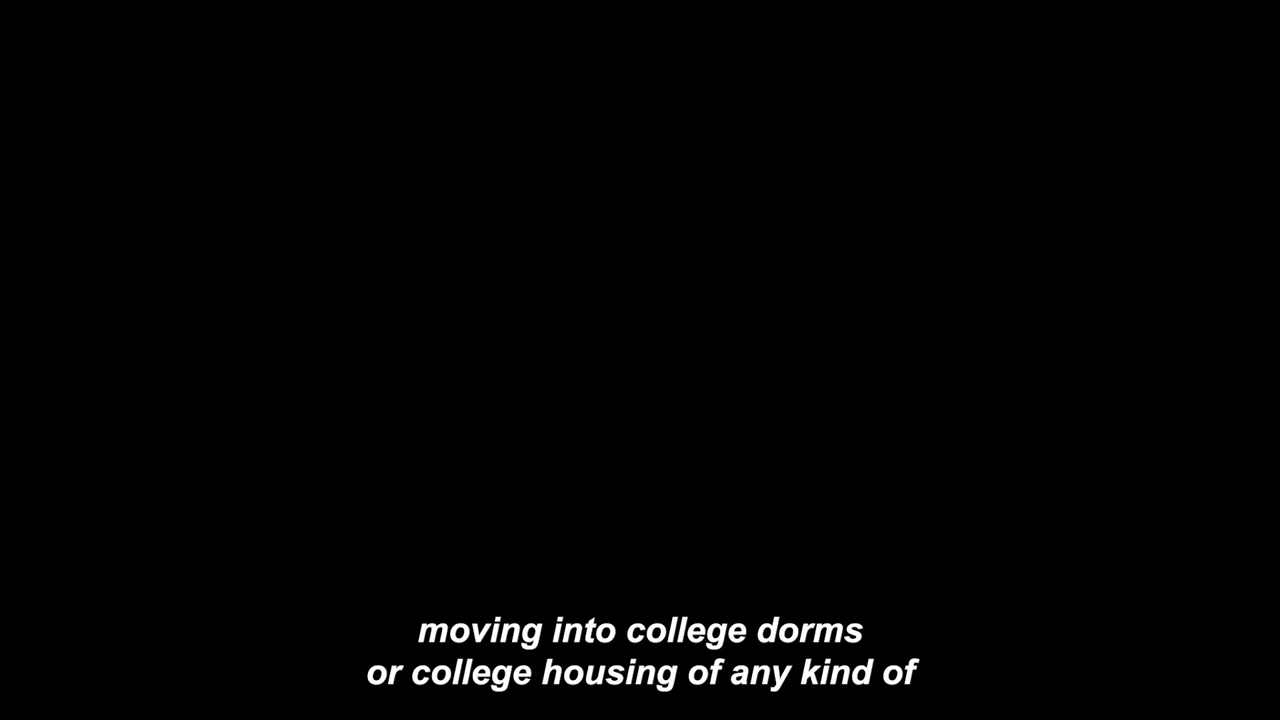 moving into college dorms
or college housing of any kind of